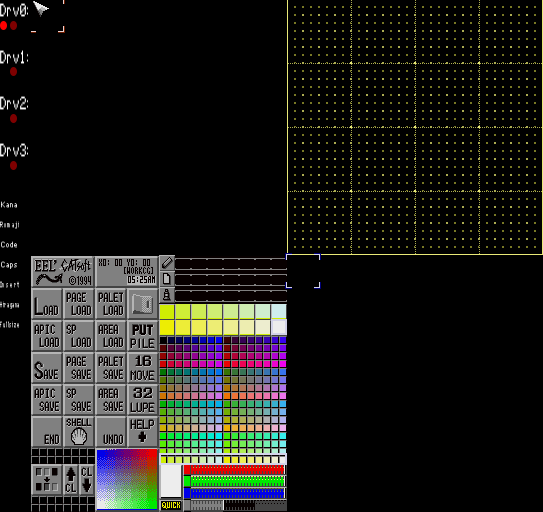 Drv0:
Drv1:
Drv2:
Drv3:
Kana
Romaji
Code
Caps
Insert
Hiragana
Fullsize
EEL' CATsoft
©1994
X0: 00 Y0: 00
[WORKCG]
05:25AM
LOAD
PAGE LOAD
PALET LOAD
APIC LOAD
SP LOAD
AREA LOAD
PUT PILE
SAVE
PAGE SAVE
PALET SAVE
16 MOVE
APIC SAVE
SP SAVE
AREA SAVE
32 LUPE
END
SHELL
UNDO
HELP
CL
CL
QUICK